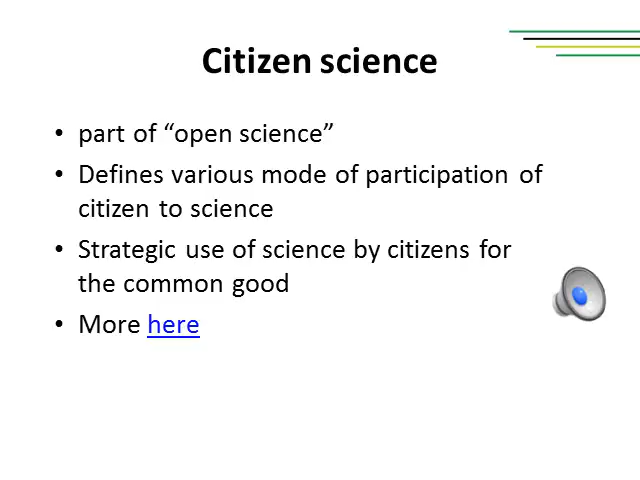 Citizen science
• part of “open science”
• Defines various mode of participation of
citizen to science
• Strategic use of science by citizens for
the common good
• More here